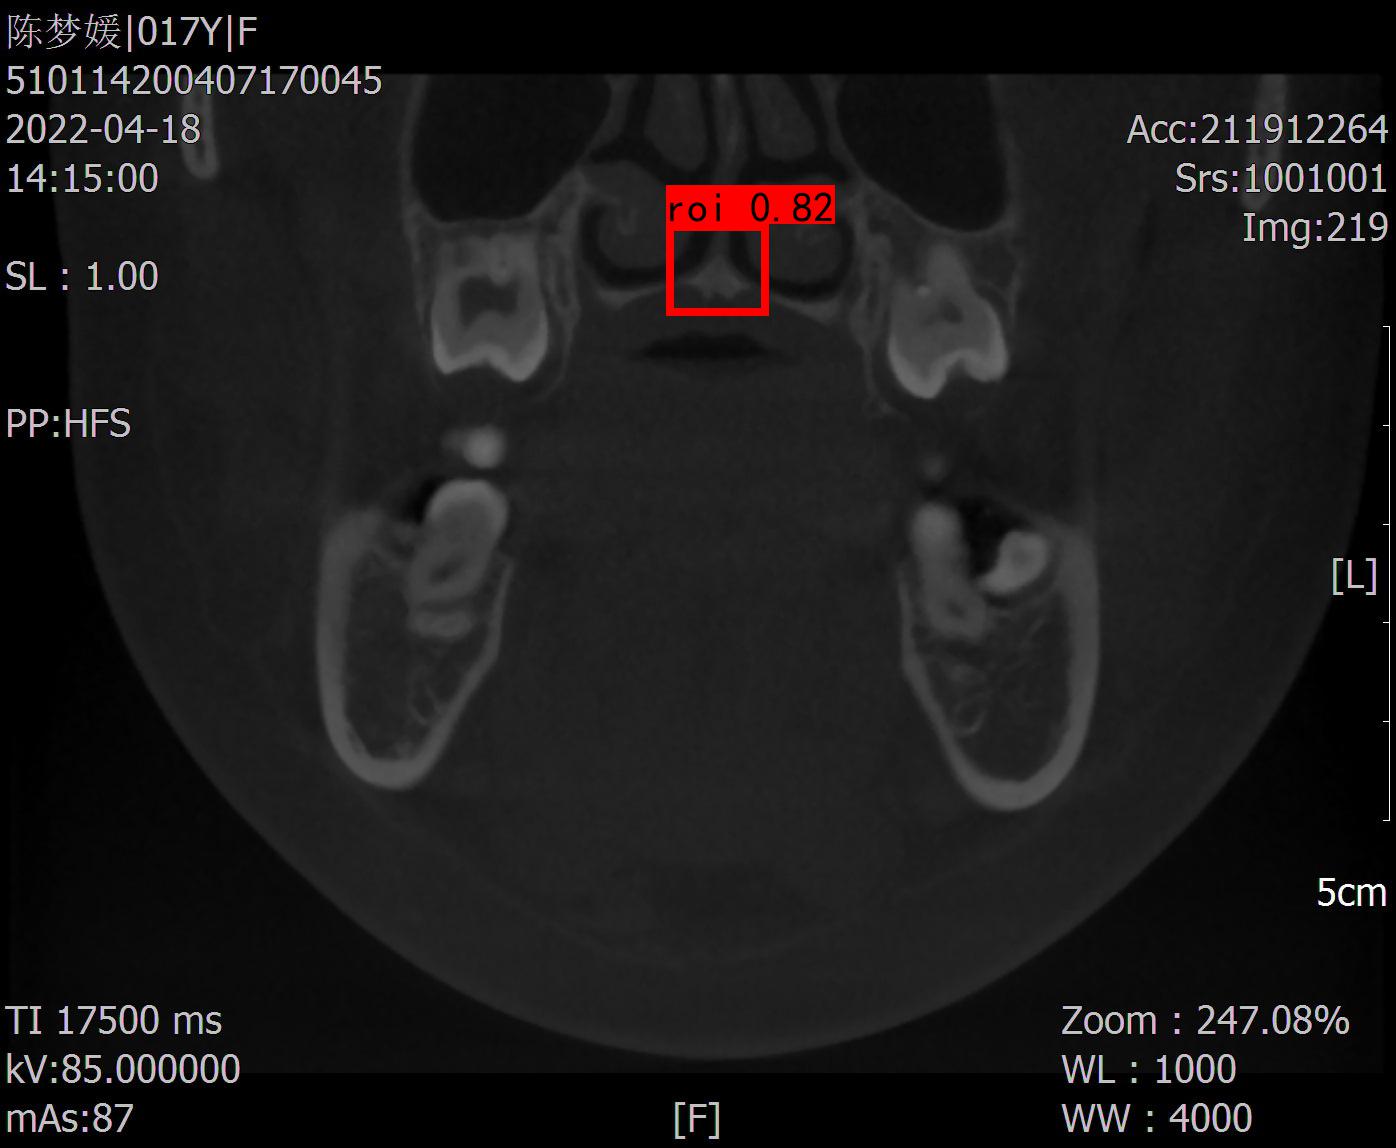 陈梦媛|017Y|F
510114200407170045
2022-04-18
14:15:00
SL : 1.00
PP:HFS
Acc:211912264
Srs:1001001
Img:219
roi 0.82
[L]
5cm
TI 17500 ms
kV:85.000000
mAs:87
[F]
Zoom : 247.08%
WL : 1000
WW : 4000